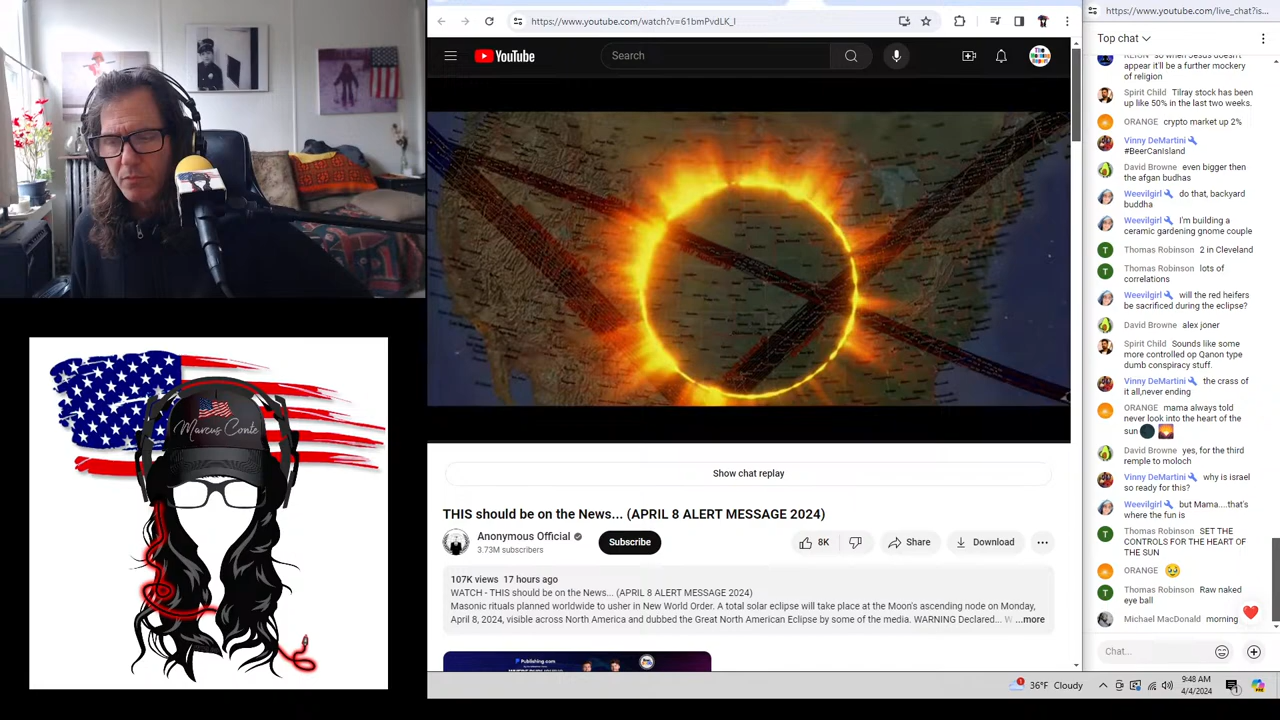 Marcus Conte
https://www.youtube.com/watch?v=61bmPvdLK_I
YouTube
Search
Show chat replay
THIS should be on the News... (APRIL 8 ALERT MESSAGE 2024)
Anonymous Official
3.73M subscribers
Subscribe
8K
Share
Download
107K views 17 hours ago
WATCH - THIS should be on the News... (APRIL 8 ALERT MESSAGE 2024)
Masonic rituals planned worldwide to usher in New World Order. A total solar eclipse will take place at the Moon's ascending node on Monday,
April 8, 2024, visible across North America and dubbed the Great North American Eclipse by some of the media. WARNING Declared... W ...more
Publishing.com
https://www.youtube.com/live_chat?is...
Top chat
so when Jesus doesn't
appear it'll be a further mockery
of religion
Spirit Child Tilray stock has been
up like 50% in the last two weeks.
ORANGE crypto market up 2%
Vinny DeMartini
#BeerCanIsland
David Browne even bigger then
the afgan budhas
Weevilgirl do that, backyard
buddha
Weevilgirl I'm building a
ceramic gardening gnome couple
Thomas Robinson 2 in Cleveland
Thomas Robinson lots of
correlations
Weevilgirl will the red heifers
be sacrificed during the eclipse?
David Browne alex joner
Spirit Child Sounds like some
more controlled op Qanon type
dumb conspiracy stuff.
Vinny DeMartini the crass of
it all,never ending
ORANGE mama always told
never look into the heart of the
sun
David Browne yes, for the third
remple to moloch
Vinny DeMartini why is israel
so ready for this?
Weevilgirl but Mama....that's
where the fun is
Thomas Robinson SET THE
CONTROLS FOR THE HEART OF
THE SUN
ORANGE
Thomas Robinson Raw naked
eye ball
Michael MacDonald morning
Chat...
36°F Cloudy
9:48 AM
4/4/2024